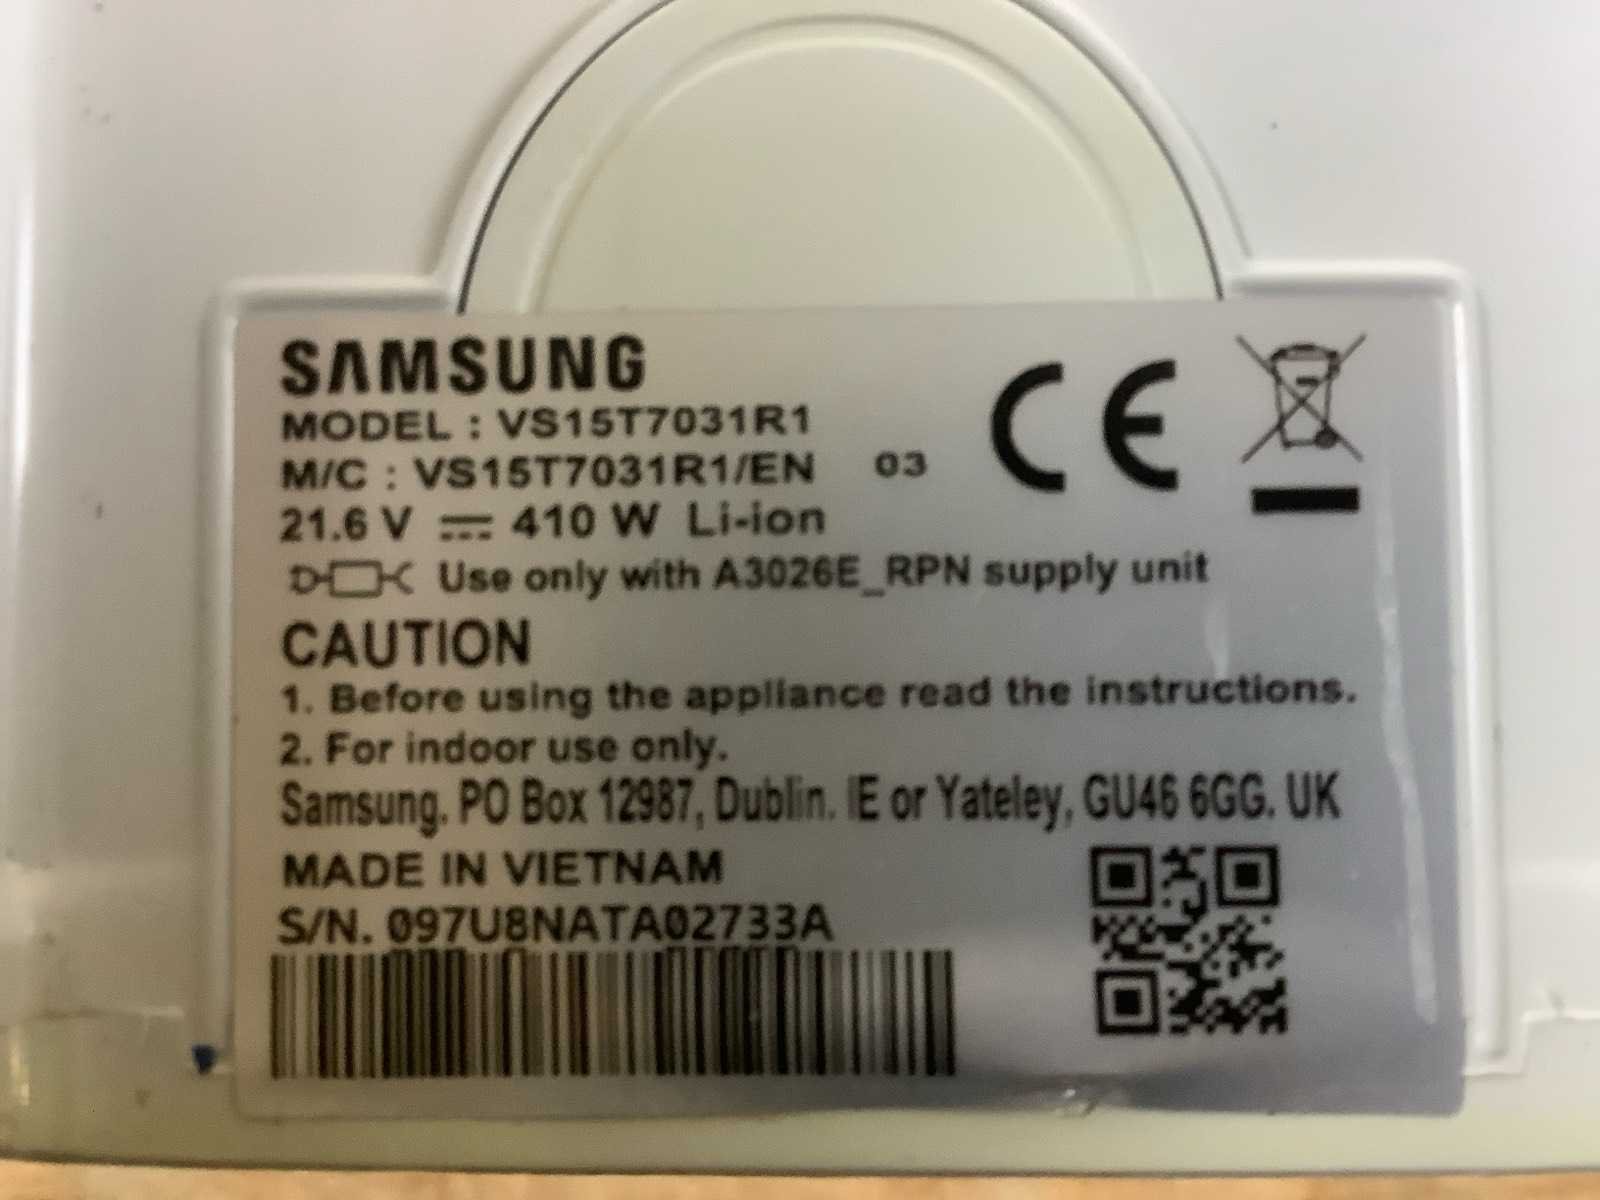 SAMSUNG
MODEL : VS15T7031R1
M/C : VS15T7031R1/EN 03
21.6 V ⎓ 410 W Li-ion
Use only with A3026E_RPN supply unit
CAUTION
1. Before using the appliance read the instructions.
2. For indoor use only.
Samsung. PO Box 12987, Dublin. IE or Yateley, GU46 6GG. UK
MADE IN VIETNAM
S/N. 097U8NATA02733A
CE